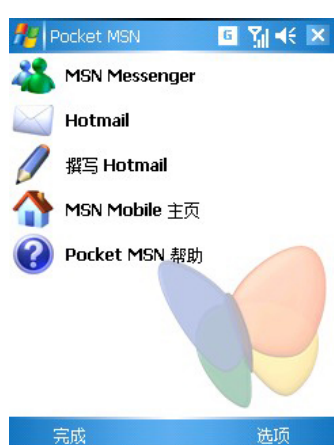 Pocket MSN G
MSN Messenger
Hotmail
撰写 Hotmail
MSN Mobile 主页
Pocket MSN 帮助
完成 选项